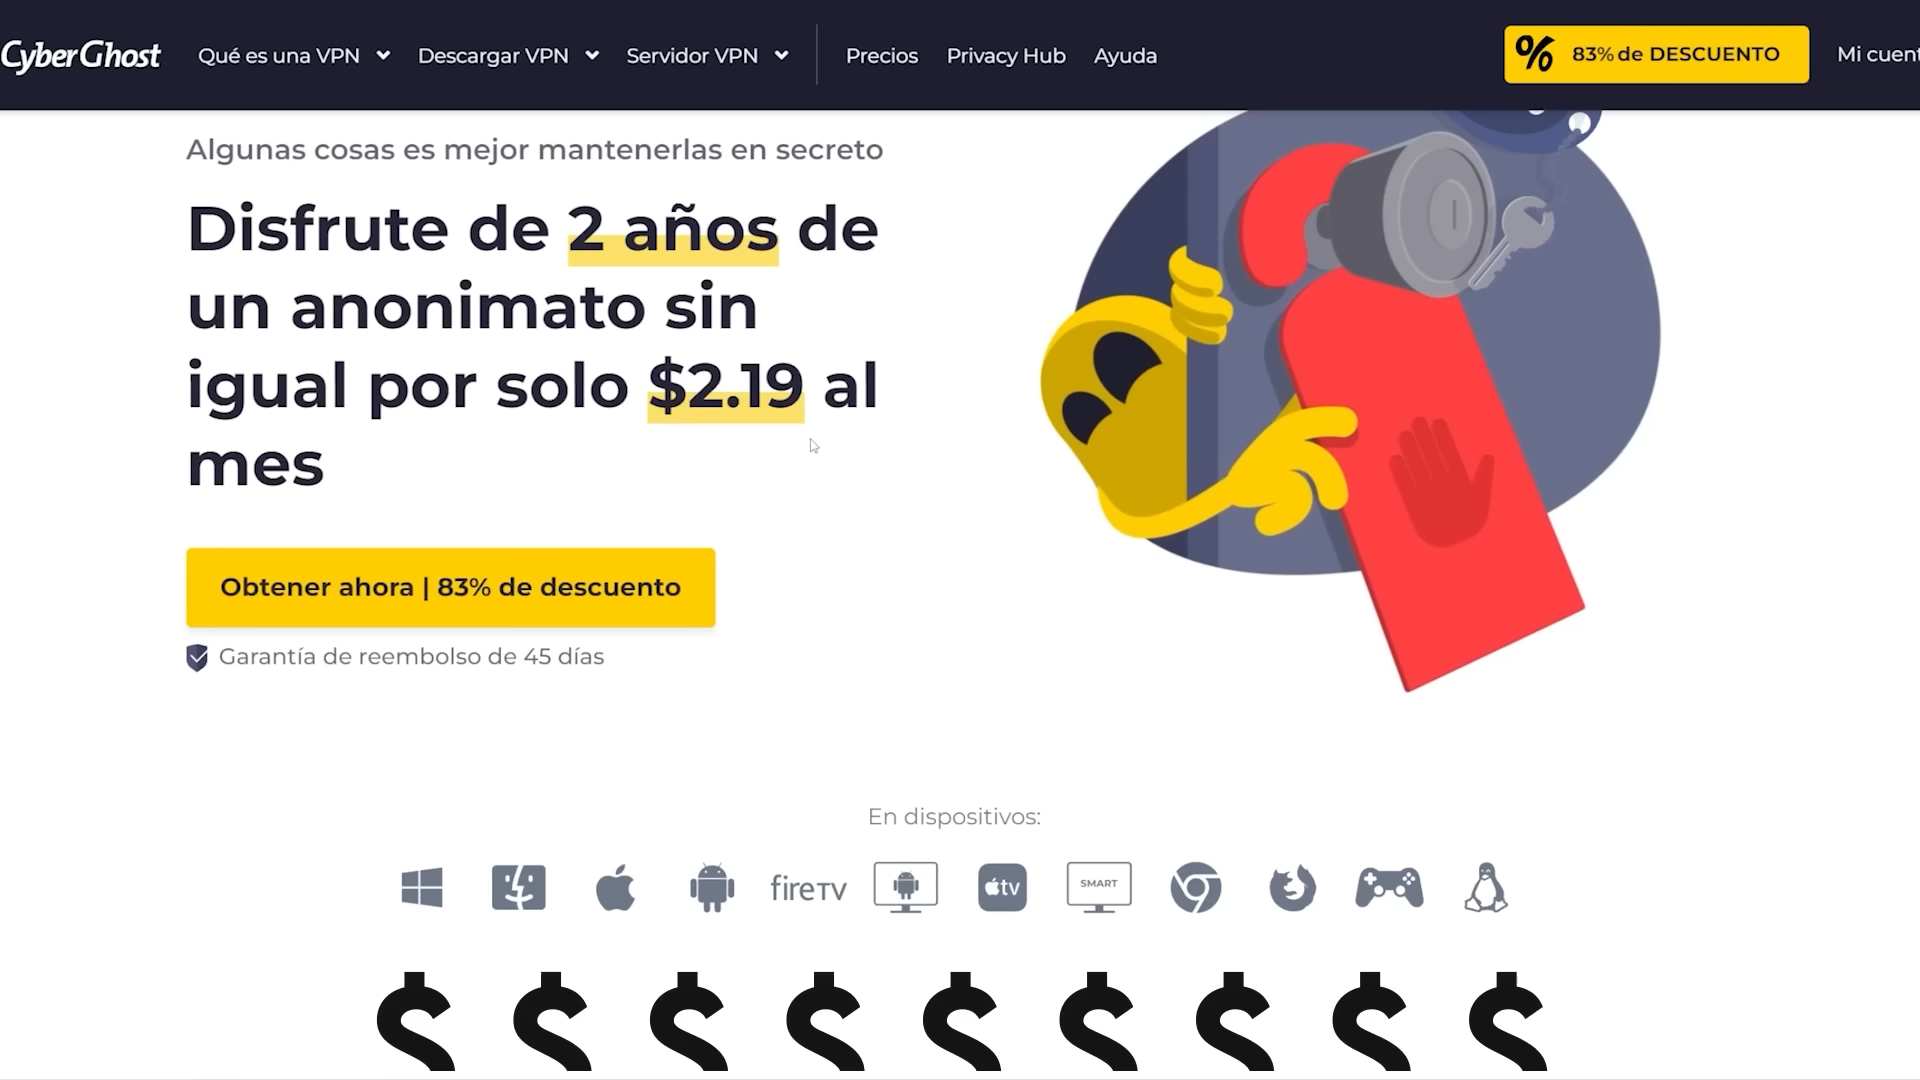 CyberGhost
Qué es una VPN
Descargar VPN
Servidor VPN
Precios
Privacy Hub
Ayuda
% 83% de DESCUENTO
Mi cuent
Algunas cosas es mejor mantenerlas en secreto
Disfrute de 2 años de
un anonimato sin
igual por solo $2.19 al
mes
Obtener ahora | 83% de descuento
Garantía de reembolso de 45 días
En dispositivos:
fireTV
tv
SMART
$ $ $ $ $ $ $ $ $